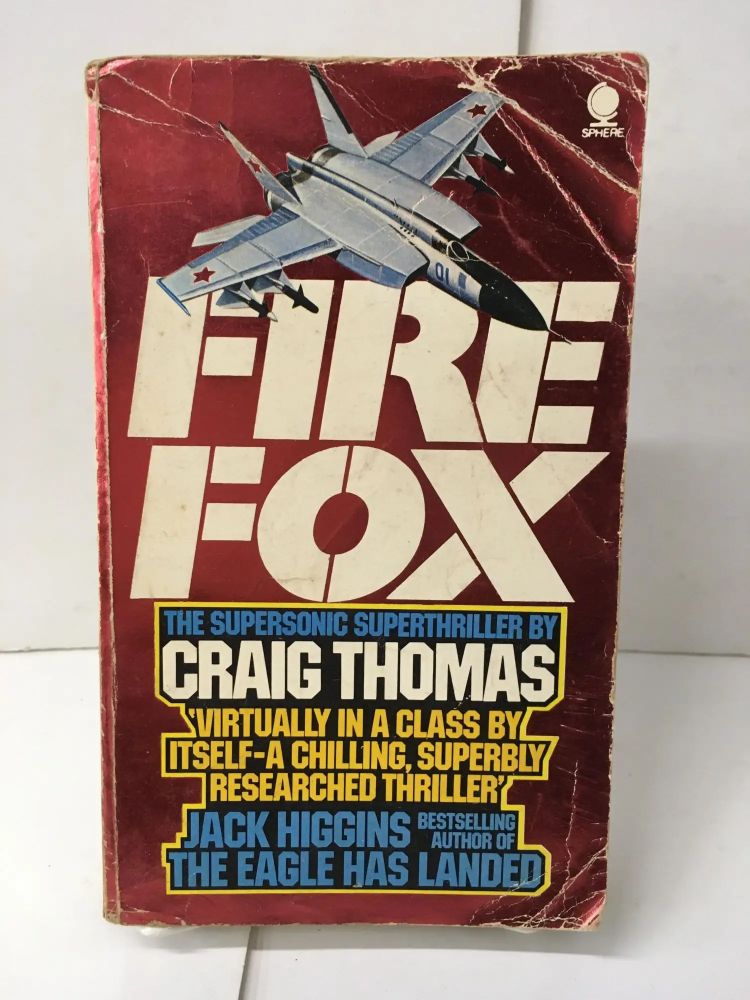 SPHERE
01
FIRE
FOX
THE SUPERSONIC SUPERTHRILLER BY
CRAIG THOMAS
'VIRTUALLY IN A CLASS BY
ITSELF-A CHILLING, SUPERBLY
RESEARCHED THRILLER'
JACK HIGGINS BESTSELLING
AUTHOR OF
THE EAGLE HAS LANDED